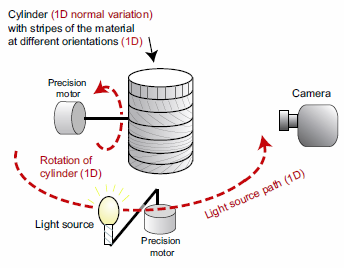 Cylinder (1D normal variation)
with stripes of the material
at different orientations (1D)
Precision
motor
Camera
Rotation of
cylinder (1D)
Light source path (1D)
Light source
Precision
motor